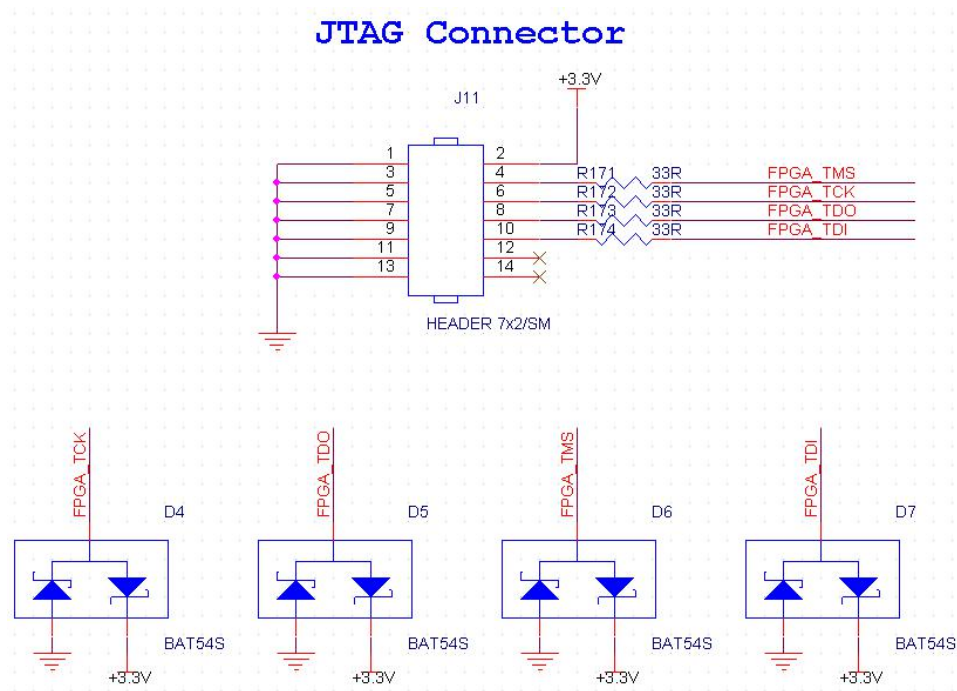 JTAG Connector
+3.3V
J11
1 2
3 4 R171 33R FPGA_TMS
5 6 R172 33R FPGA_TCK
7 8 R173 33R FPGA_TDO
9 10 R174 33R FPGA_TDI
11 12
13 14
HEADER 7x2/SM
FPGA_TCK
D4
BAT54S
+3.3V
FPGA_TDO
D5
BAT54S
+3.3V
FPGA_TMS
D6
BAT54S
+3.3V
FPGA_TDI
D7
BAT54S
+3.3V